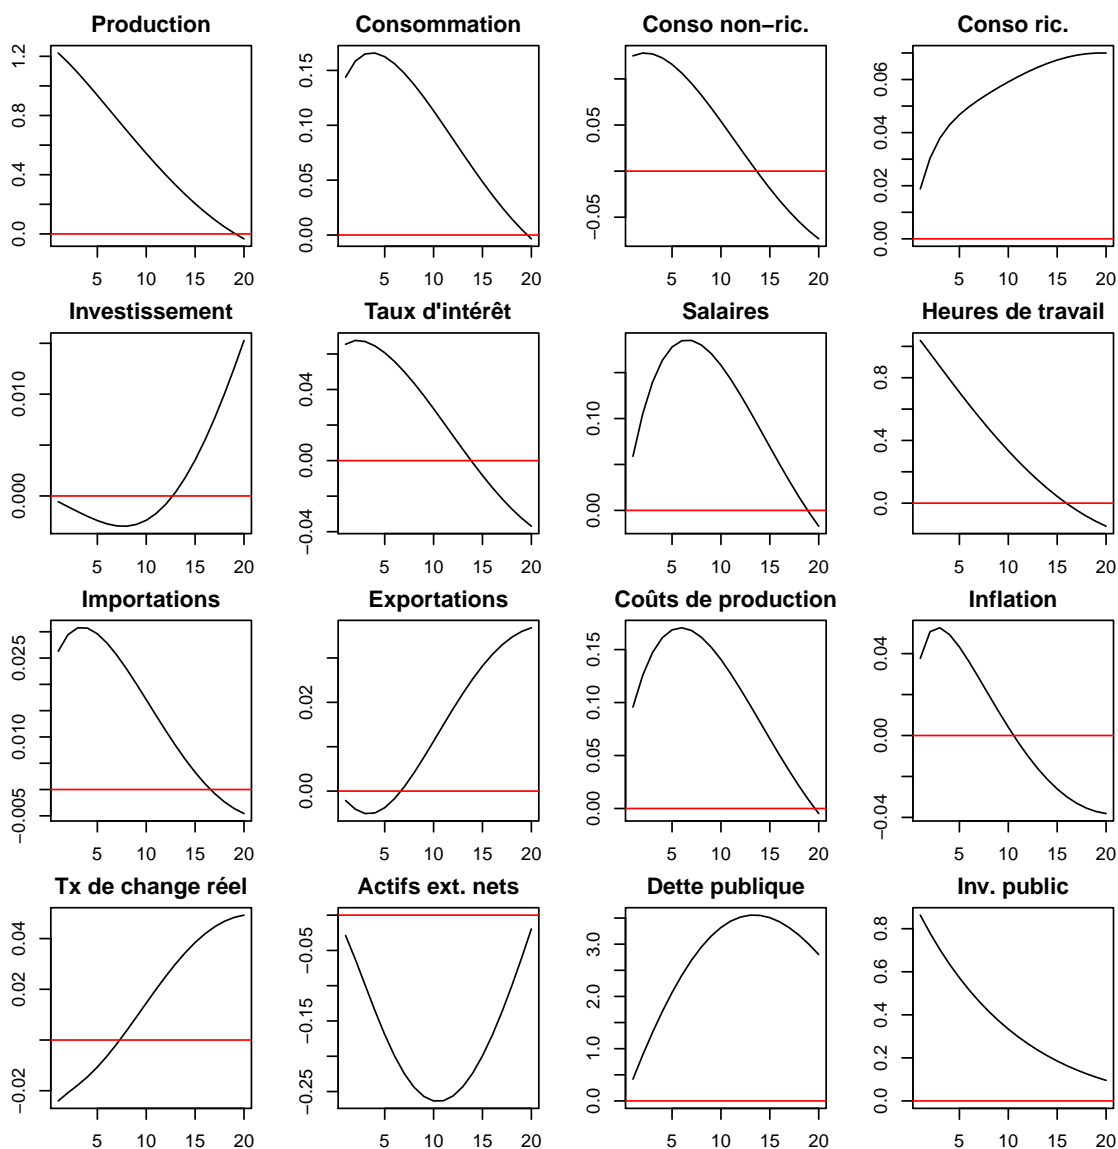 Production
0.0 0.4 0.8 1.2
5 10 15 20
Consommation
0.00 0.05 0.10 0.15
5 10 15 20
Conso non−ric.
−0.05 0.05
5 10 15 20
Conso ric.
0.00 0.02 0.04 0.06
5 10 15 20
Investissement
0.000 0.010
5 10 15 20
Taux d'intérêt
−0.04 0.00 0.04
5 10 15 20
Salaires
0.00 0.10
5 10 15 20
Heures de travail
0.0 0.4 0.8
5 10 15 20
Importations
−0.005 0.010 0.025
5 10 15 20
Exportations
0.00 0.02
5 10 15 20
Coûts de production
0.00 0.05 0.10 0.15
5 10 15 20
Inflation
−0.04 0.00 0.04
5 10 15 20
Tx de change réel
−0.02 0.02 0.04
5 10 15 20
Actifs ext. nets
−0.25 −0.15 −0.05
5 10 15 20
Dette publique
0.0 1.0 2.0 3.0
5 10 15 20
Inv. public
0.0 0.2 0.4 0.6 0.8
5 10 15 20